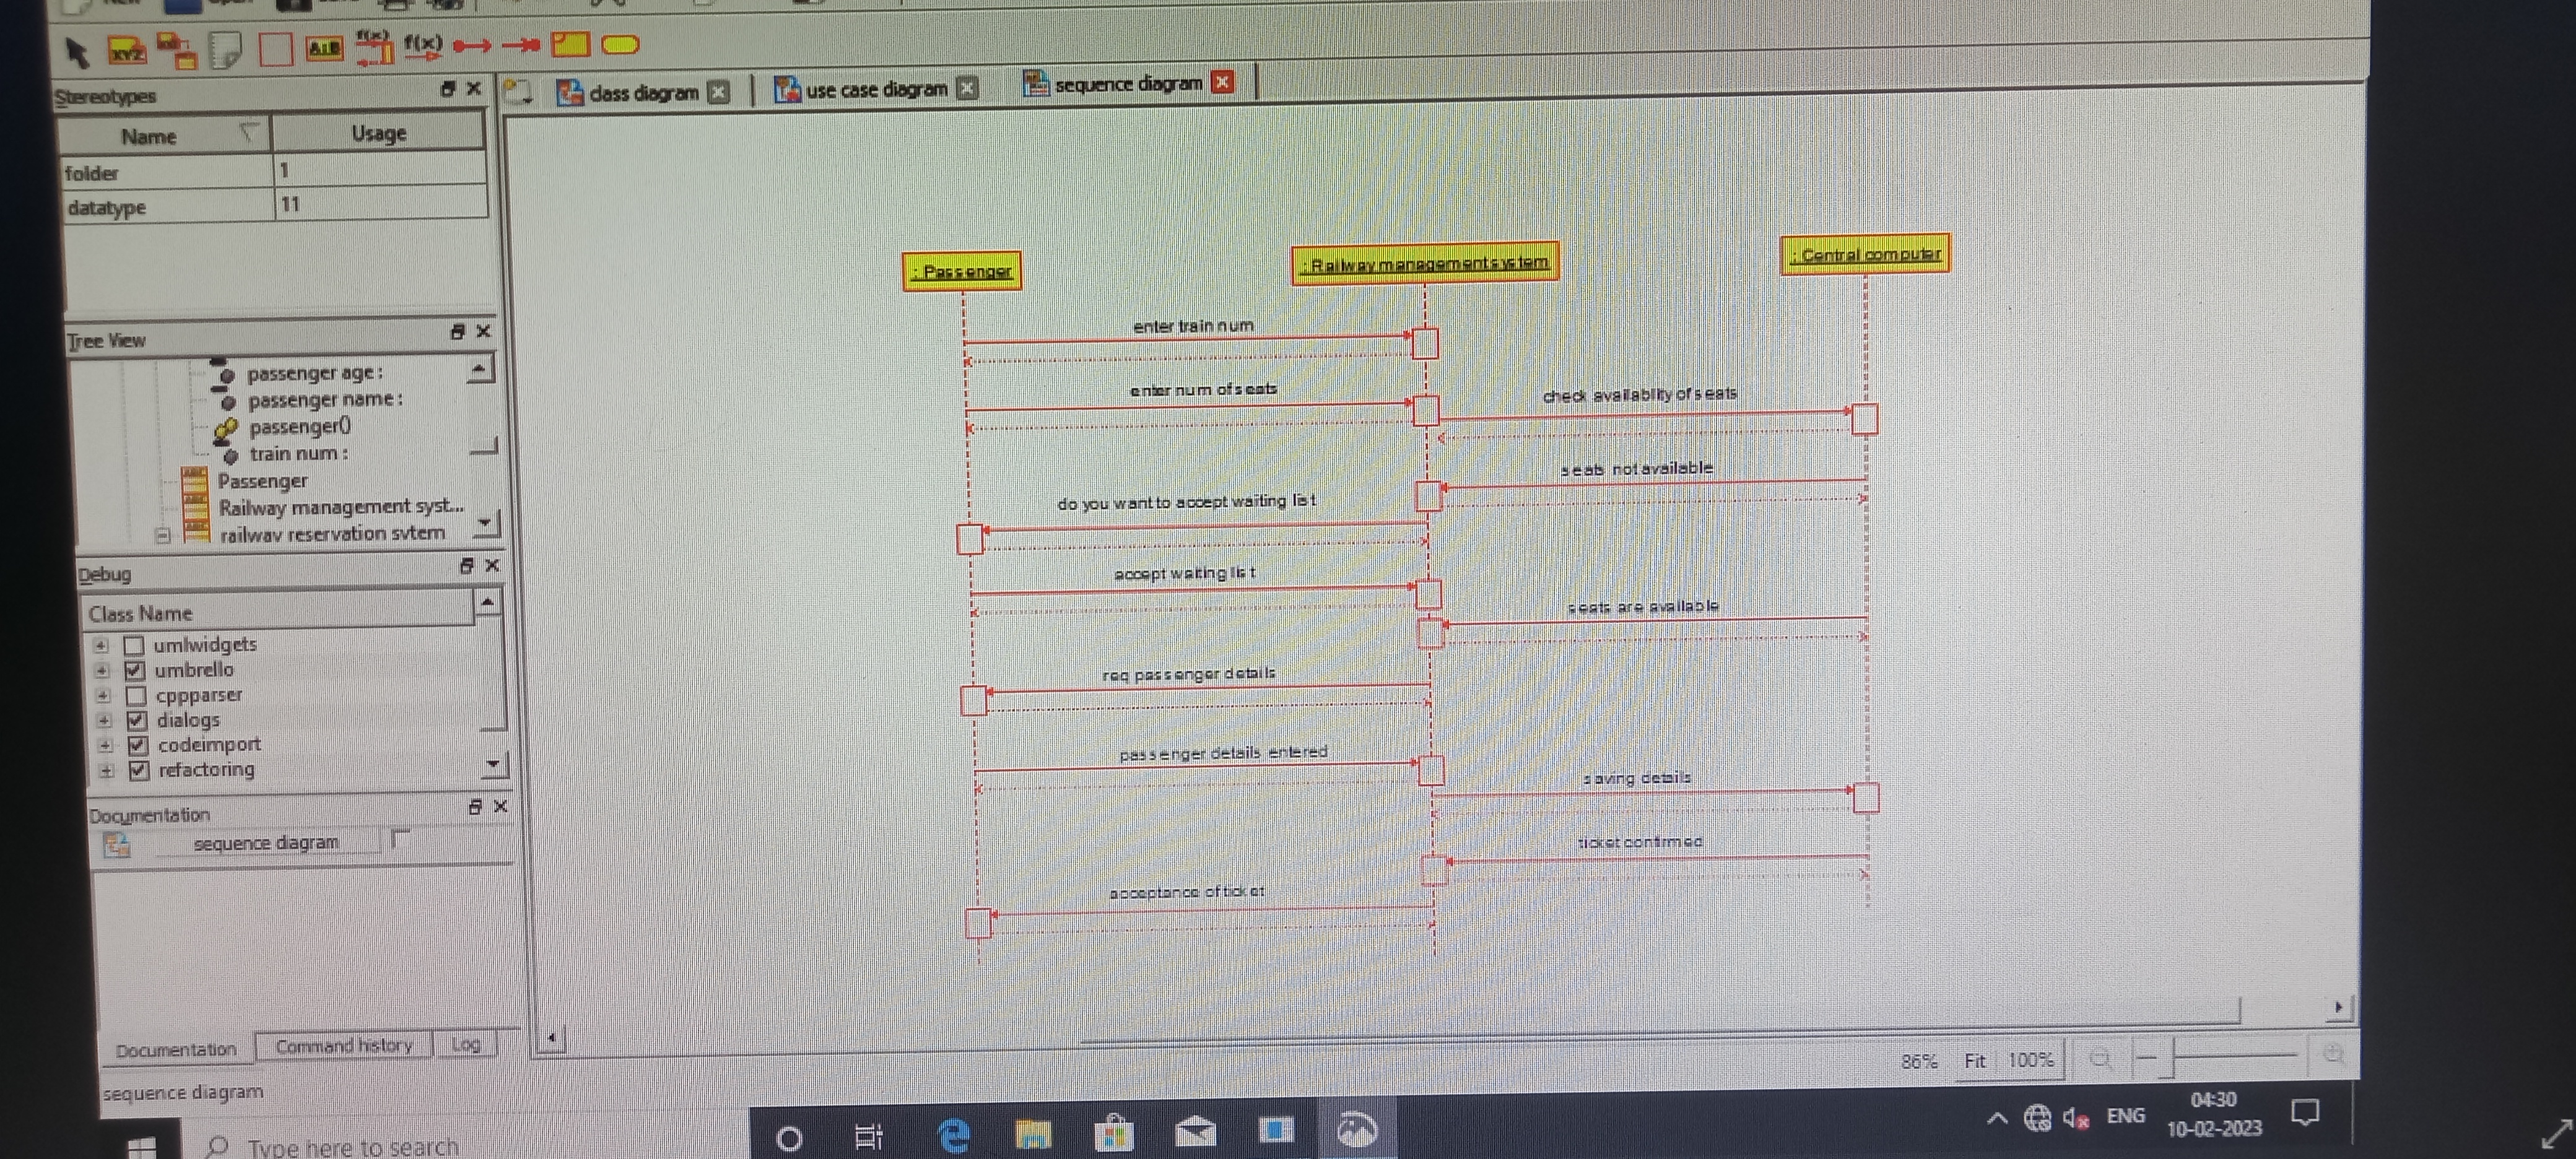 XYZ
A I B
f(x)
f(x)
Stereotypes
class diagram
use case diagram
sequence diagram
Name
Usage
folder
1
datatype
11
Tree View
passenger age :
passenger name :
passenger()
train num :
Passenger
Railway management syst...
railway reservation sytem
Debug
Class Name
umlwidgets
umbrello
cppparser
dialogs
codeimport
refactoring
Documentation
sequence diagram
Documentation
Command history
Log
sequence diagram
: Passenger
: Railway management system
: Central computer
enter train num
enter num of seats
check availablity of seats
seats not available
do you want to accept waiting list
accept waiting list
seats are available
req passenger details
passenger details entered
saving details
ticket confirmed
acceptance of ticket
86%
Fit
100%
Type here to search
ENG
04:30
10-02-2023